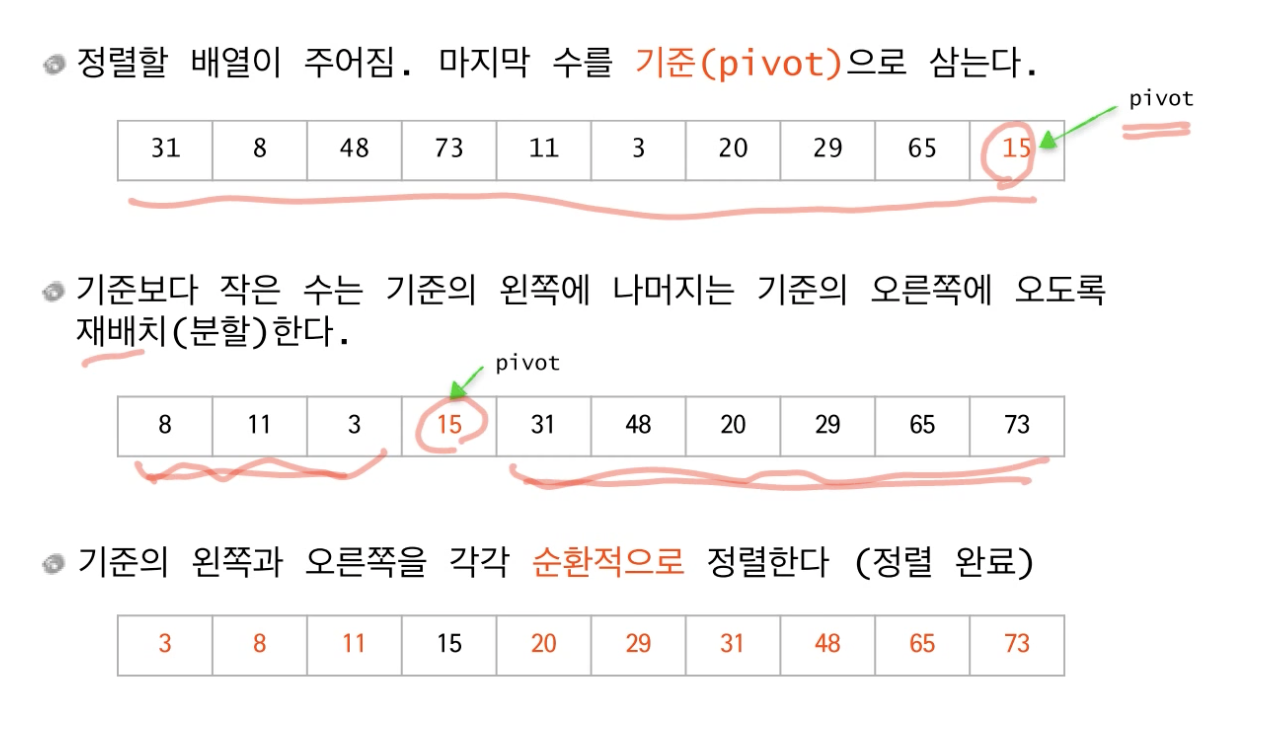 정렬할 배열이 주어짐. 마지막 수를 기준(pivot)으로 삼는다.
pivot
31 8 48 73 11 3 20 29 65 15
기준보다 작은 수는 기준의 왼쪽에 나머지는 기준의 오른쪽에 오도록
재배치(분할)한다.
pivot
8 11 3 15 31 48 20 29 65 73
기준의 왼쪽과 오른쪽을 각각 순환적으로 정렬한다 (정렬 완료)
3 8 11 15 20 29 31 48 65 73